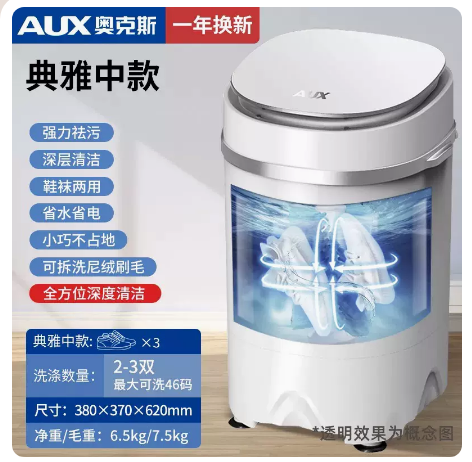 AUX奥克斯 一年换新
典雅中款
AUX
强力祛污
深层清洁
鞋袜两用
省水省电
小巧不占地
可拆洗尼绒刷毛
全方位深度清洁
典雅中款: ×3
洗涤数量: 2-3双
最大可洗46码
尺寸: 380×370×620mm
净重/毛重: 6.5kg/7.5kg
*透明效果为概念图